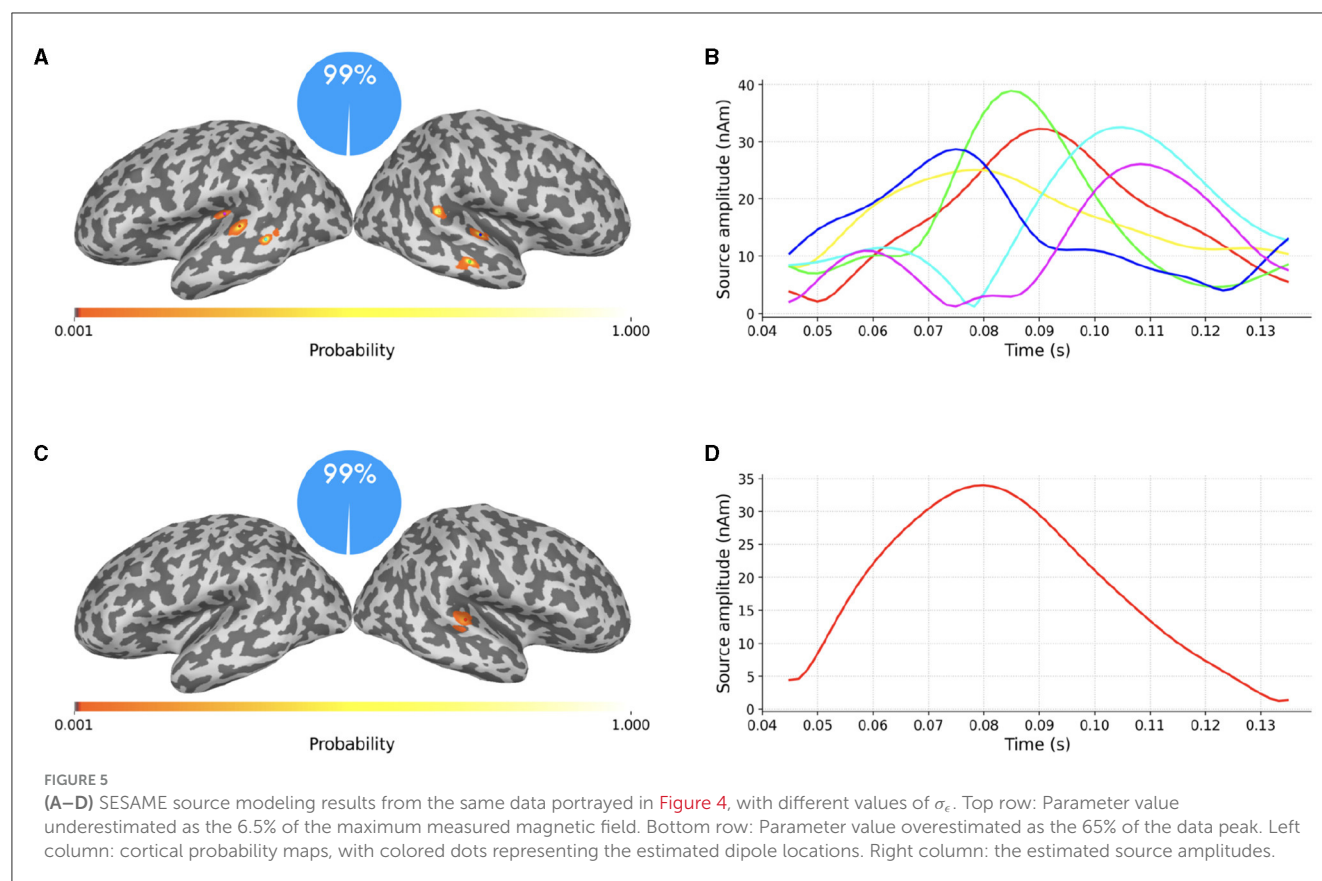 A
99%
0.001
1.000
Probability
B
Source amplitude (nAm)
40
30
20
10
0
0.04 0.05 0.06 0.07 0.08 0.09 0.10 0.11 0.12 0.13
Time (s)
C
99%
0.001
1.000
Probability
D
Source amplitude (nAm)
35
30
25
20
15
10
5
0
0.04 0.05 0.06 0.07 0.08 0.09 0.10 0.11 0.12 0.13
Time (s)
FIGURE 5
(A–D) SESAME source modeling results from the same data portrayed in Figure 4, with different values of σϵ. Top row: Parameter value
underestimated as the 6.5% of the maximum measured magnetic field. Bottom row: Parameter value overestimated as the 65% of the data peak. Left
column: cortical probability maps, with colored dots representing the estimated dipole locations. Right column: the estimated source amplitudes.